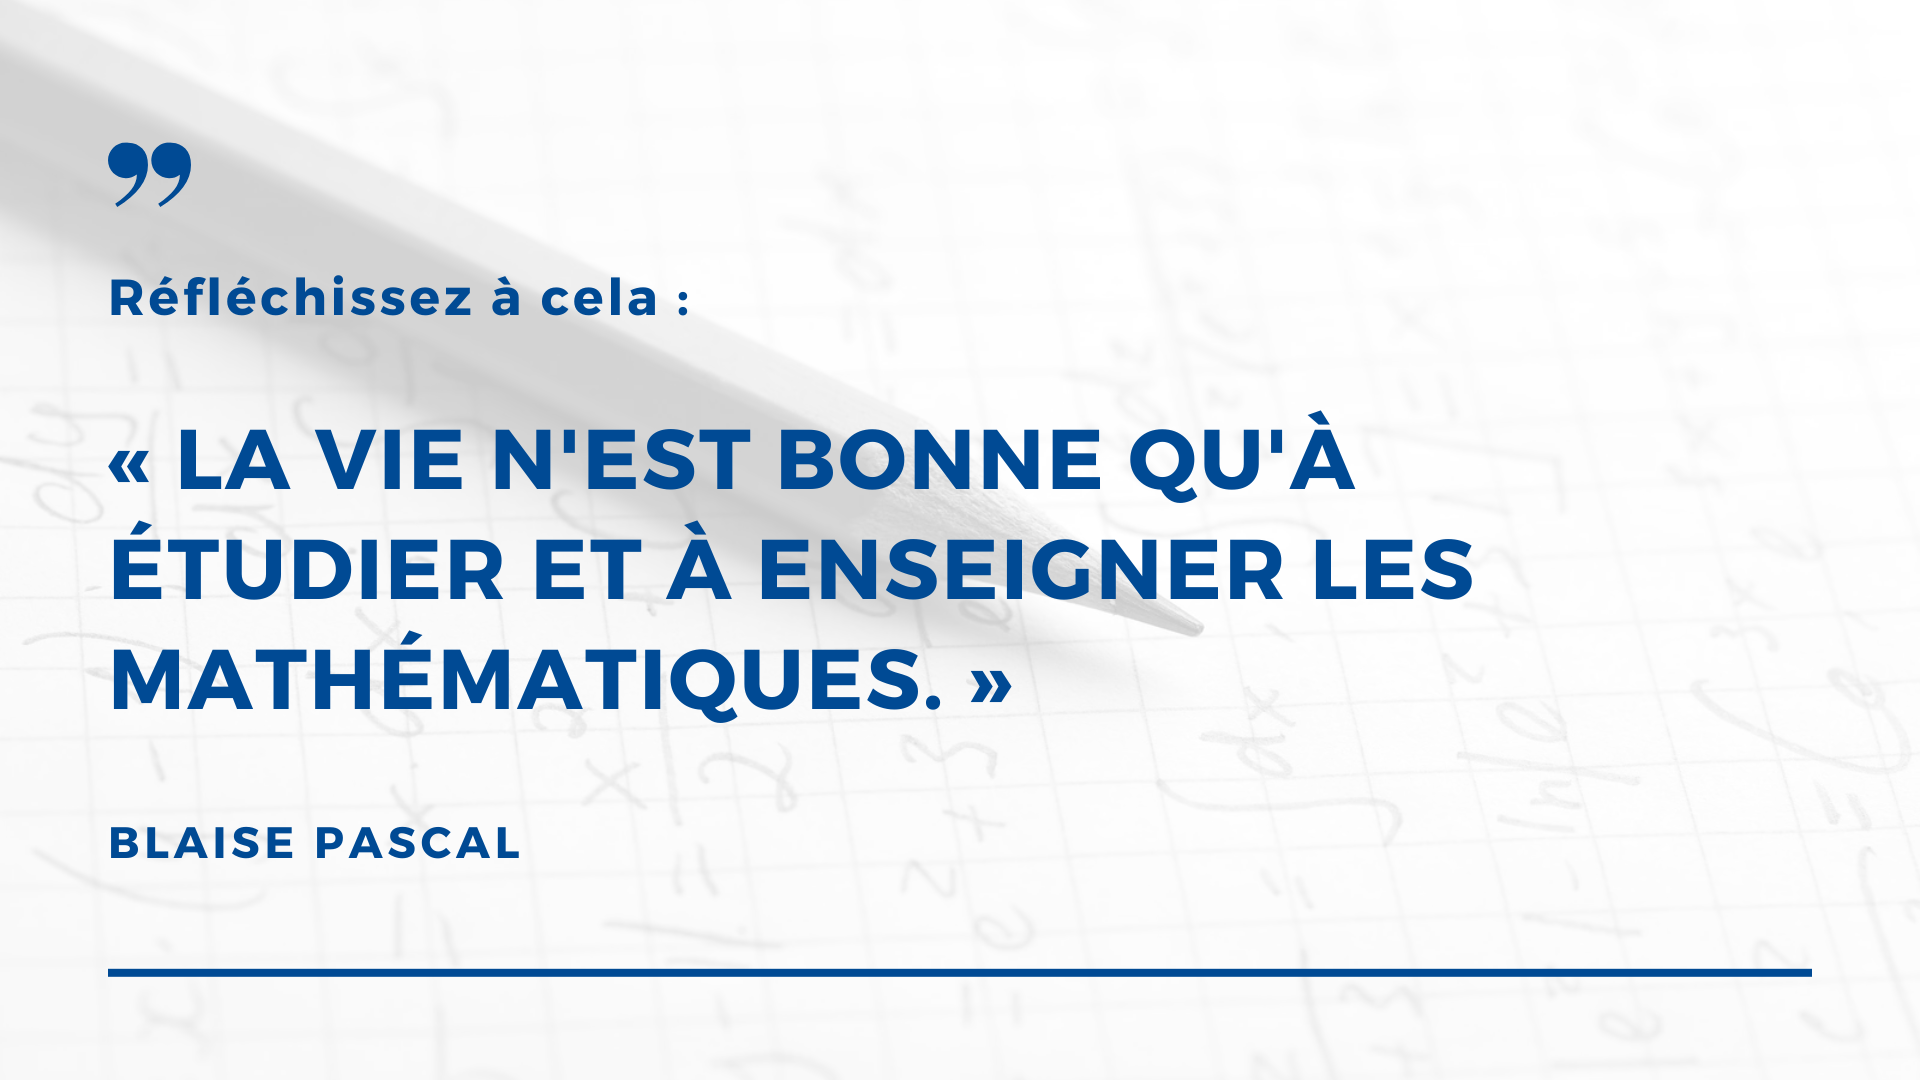 ”
Réfléchissez à cela :
« LA VIE N'EST BONNE QU'À
ÉTUDIER ET À ENSEIGNER LES
MATHÉMATIQUES. »
BLAISE PASCAL